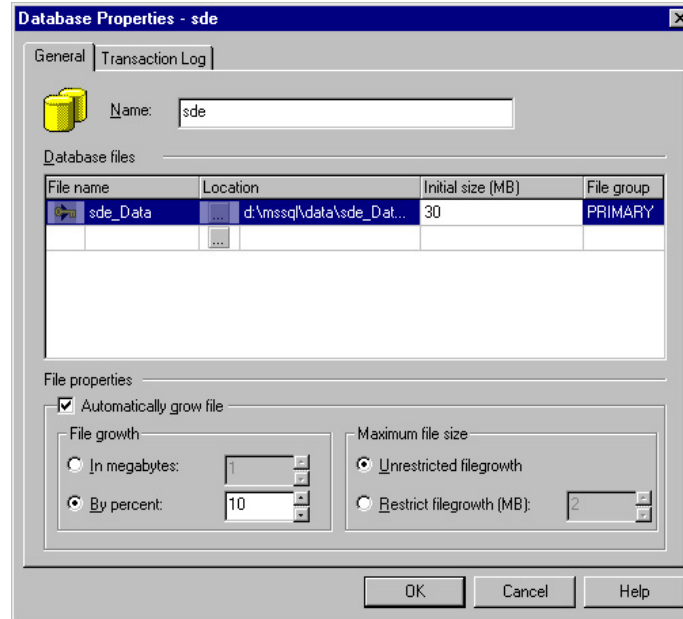 Database Properties - sde
General Transaction Log
Name: sde
Database files
File name Location Initial size (MB) File group
sde_Data ... d:\mssql\data\sde_Dat... 30 PRIMARY
...
File properties
Automatically grow file
File growth Maximum file size
In megabytes: 1 Unrestricted filegrowth
By percent: 10 Restrict filegrowth (MB): 2
OK Cancel Help